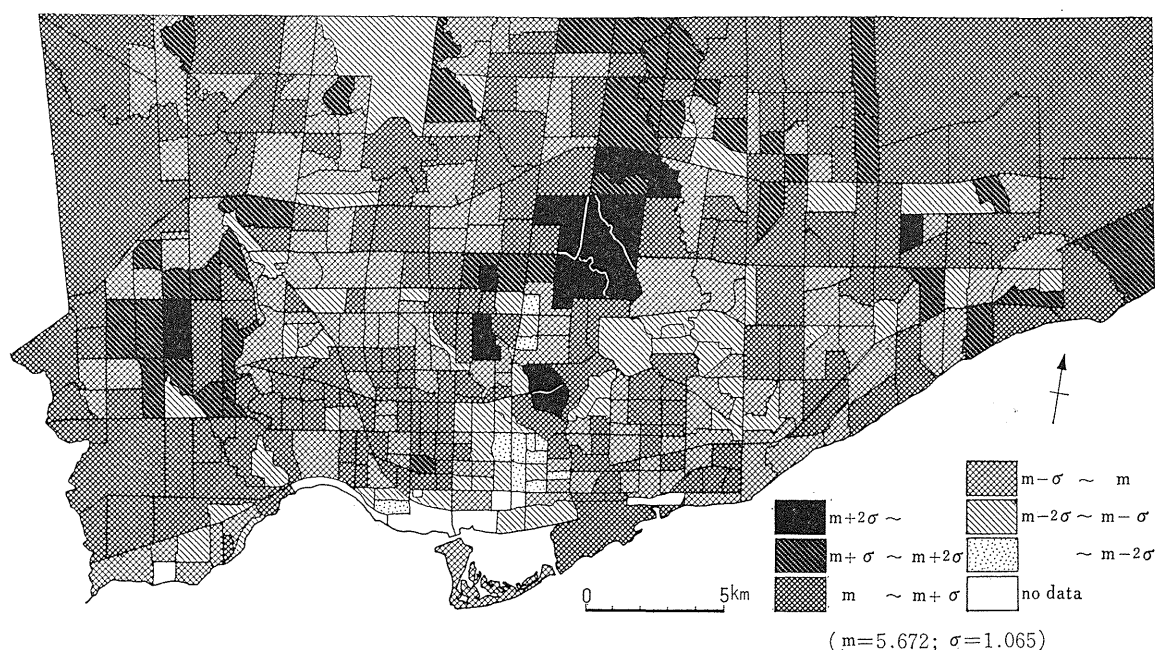 m−σ ～ m
m+2σ ～
m−2σ ～ m−σ
m+σ ～ m+2σ
～ m−2σ
m ～ m+σ
no data
0 5km
( m=5.672; σ=1.065)